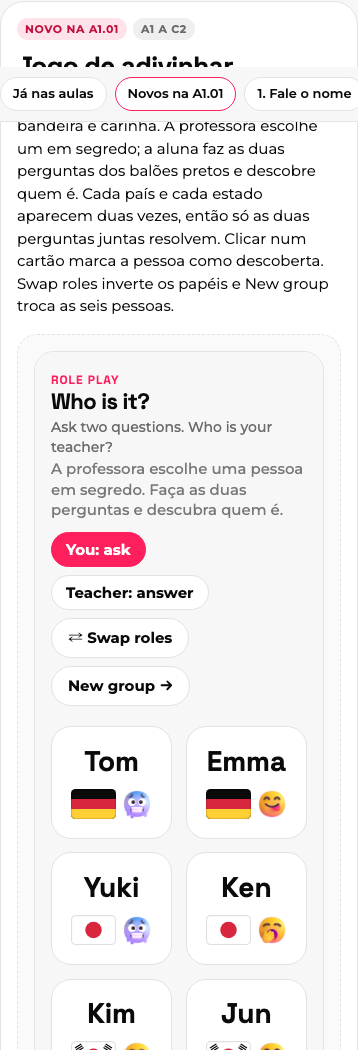 NOVO NA A1.01
A1 A C2
Jogo de adivinhar
Já nas aulas
Novos na A1.01
1. Fale o nome
bandeira e carinha. A professora escolhe
um em segredo; a aluna faz as duas
perguntas dos balões pretos e descobre
quem é. Cada país e cada estado
aparecem duas vezes, então só as duas
perguntas juntas resolvem. Clicar num
cartão marca a pessoa como descoberta.
Swap roles inverte os papéis e New group
troca as seis pessoas.
ROLE PLAY
Who is it?
Ask two questions. Who is your
teacher?
A professora escolhe uma pessoa
em segredo. Faça as duas
perguntas e descubra quem é.
You: ask
Teacher: answer
⇄ Swap roles
New group →
Tom
Emma
Yuki
Ken
Kim
Jun